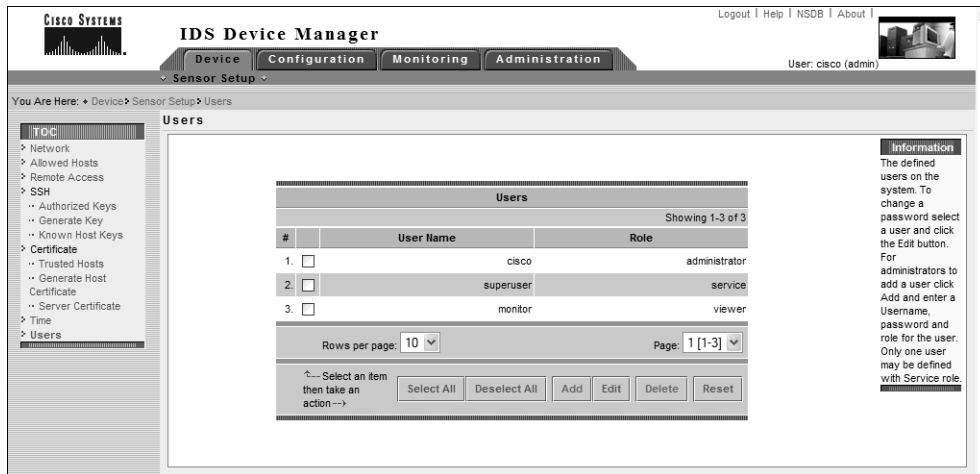 CISCO SYSTEMS
Logout | Help | NSDB | About |
IDS Device Manager
Device Configuration Monitoring Administration
User: cisco (admin)
Sensor Setup
You Are Here: Device Sensor Setup Users
TOC
Network
Allowed Hosts
Remote Access
SSH
Authorized Keys
Generate Key
Known Host Keys
Certificate
Trusted Hosts
Generate Host
Certificate
Server Certificate
Time
Users
Users
Users
Showing 1-3 of 3
# User Name Role
1. cisco administrator
2. superuser service
3. monitor viewer
Rows per page: 10 Page: 1 [1-3]
Select an item
then take an
action -->
Select All Deselect All Add Edit Delete Reset
Information
The defined
users on the
system. To
change a
password select
a user and click
the Edit button.
For
administrators to
add a user click
Add and enter a
Username,
password and
role for the user.
Only one user
may be defined
with Service role.